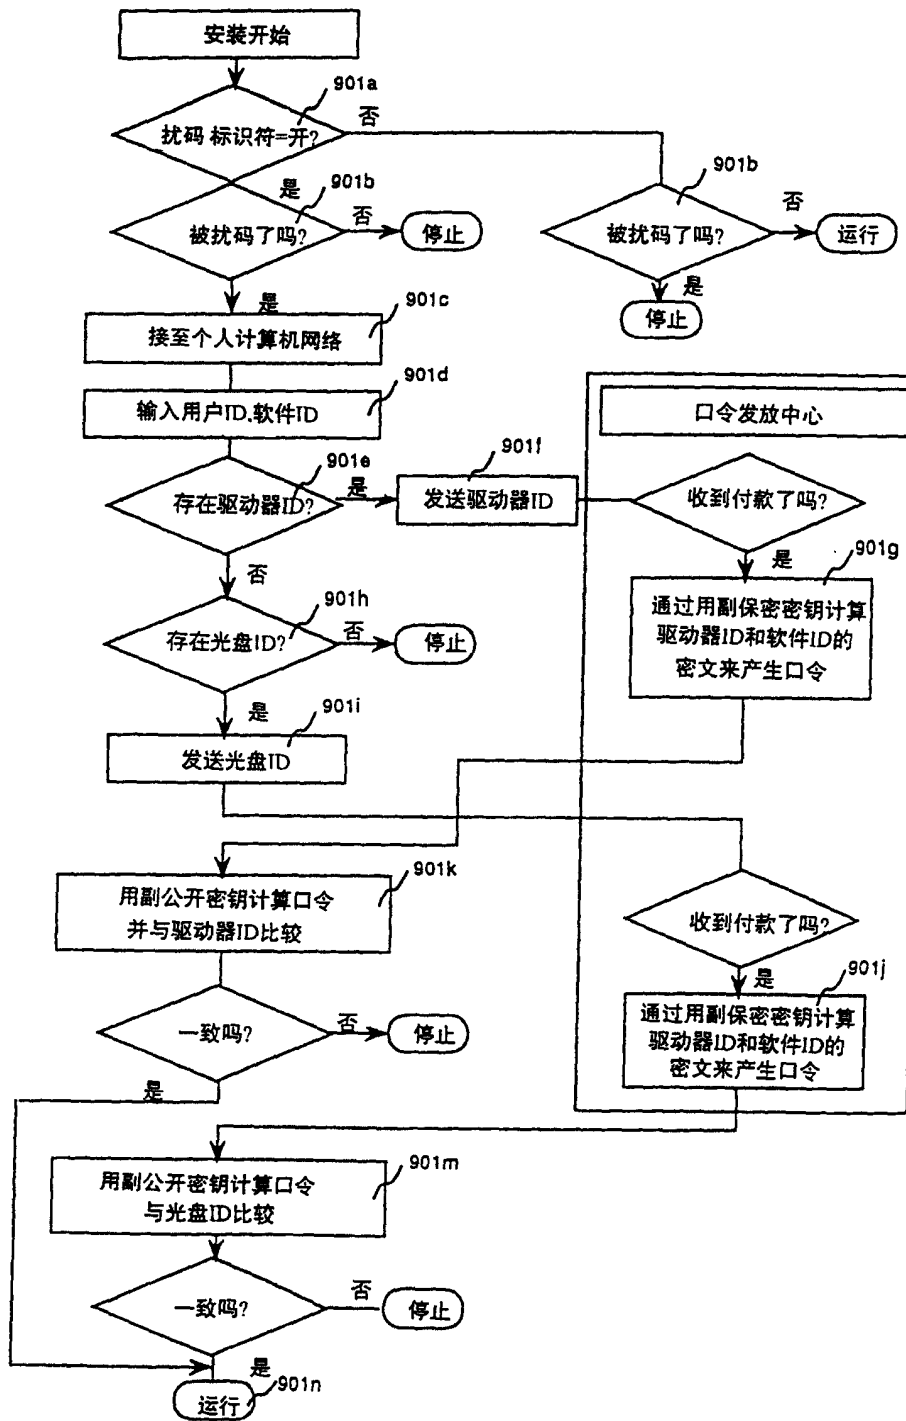 安装开始
901a
扰码 标识符=开?
否
是
901b
被扰码了吗?
否
停止
901b
被扰码了吗?
否
运行
是
停止
是
901c
接至个人计算机网络
901d
输入用户ID.软件ID
口令发放中心
901e
存在驱动器ID?
是
901f
发送驱动器ID
收到付款了吗?
是
901g
通过用副保密密钥计算
驱动器ID和软件ID的
密文来产生口令
否
901h
存在光盘ID?
否
停止
是
901i
发送光盘ID
901k
用副公开密钥计算口令
并与驱动器ID比较
收到付款了吗?
是
901j
通过用副保密密钥计算
驱动器ID和软件ID的
密文来产生口令
一致吗?
否
停止
是
901m
用副公开密钥计算口令
与光盘ID比较
一致吗?
否
停止
是
901n
运行